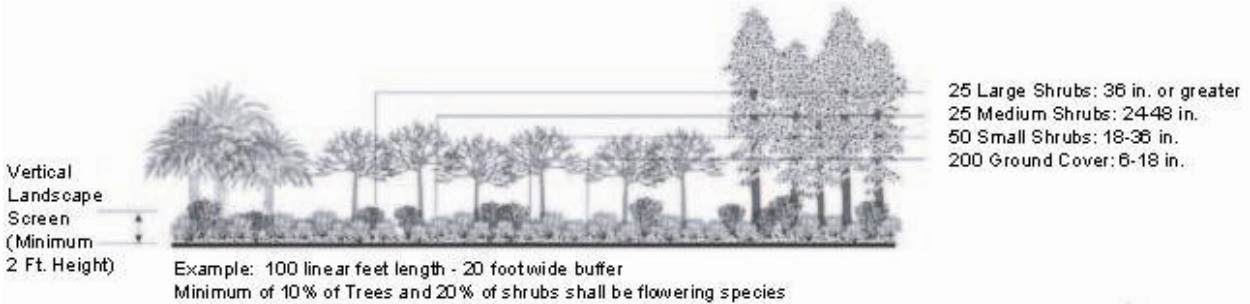 25 Large Shrubs: 36 in. or greater
25 Medium Shrubs: 24-48 in.
50 Small Shrubs: 18-36 in.
200 Ground Cover: 6-18 in.
Vertical
Landscape
Screen
(Minimum
2 Ft. Height)
Example: 100 linear feet length - 20 foot wide buffer
Minimum of 10% of Trees and 20% of shrubs shall be flowering species